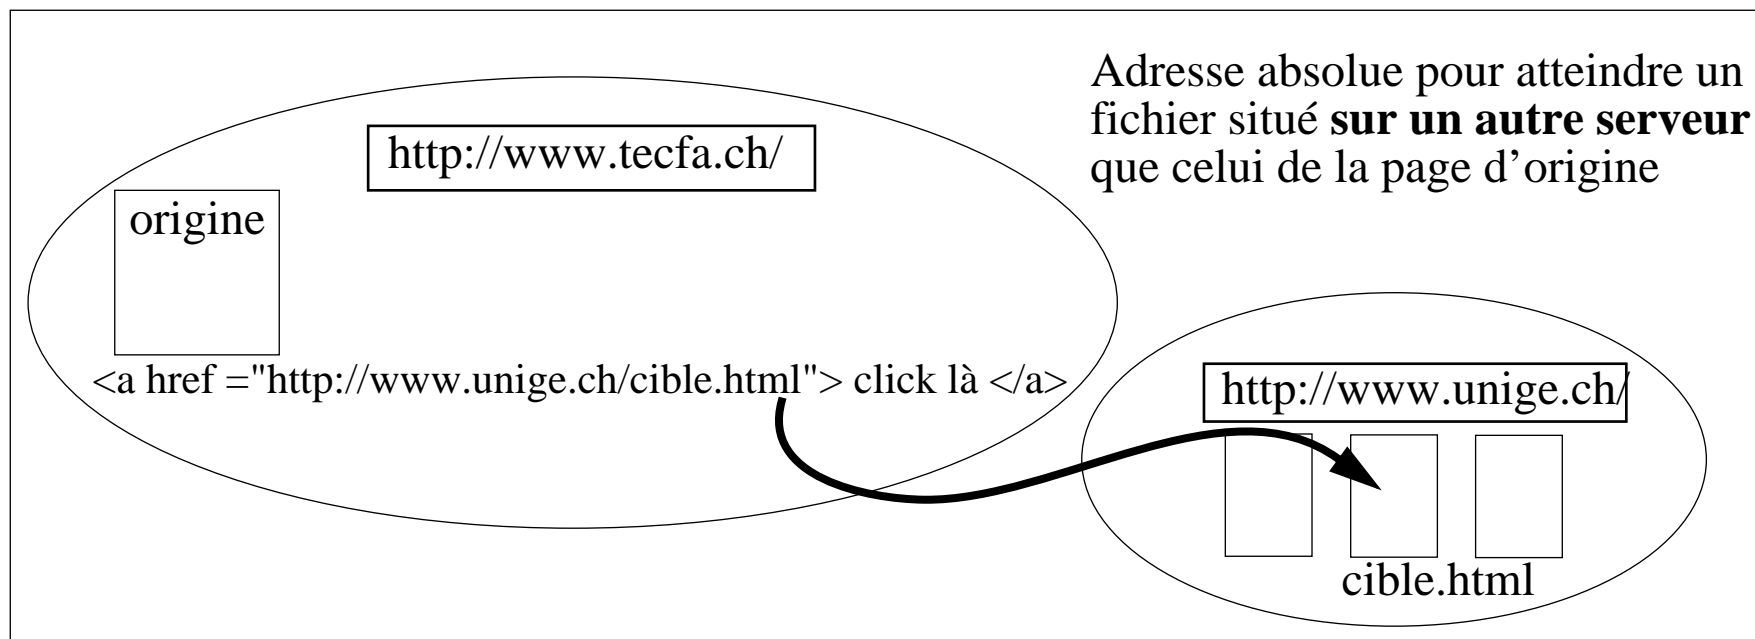 Adresse absolue pour atteindre un
fichier situé sur un autre serveur
que celui de la page d’origine
http://www.tecfa.ch/
origine
<a href ="http://www.unige.ch/cible.html"> click là </a>
http://www.unige.ch/
cible.html